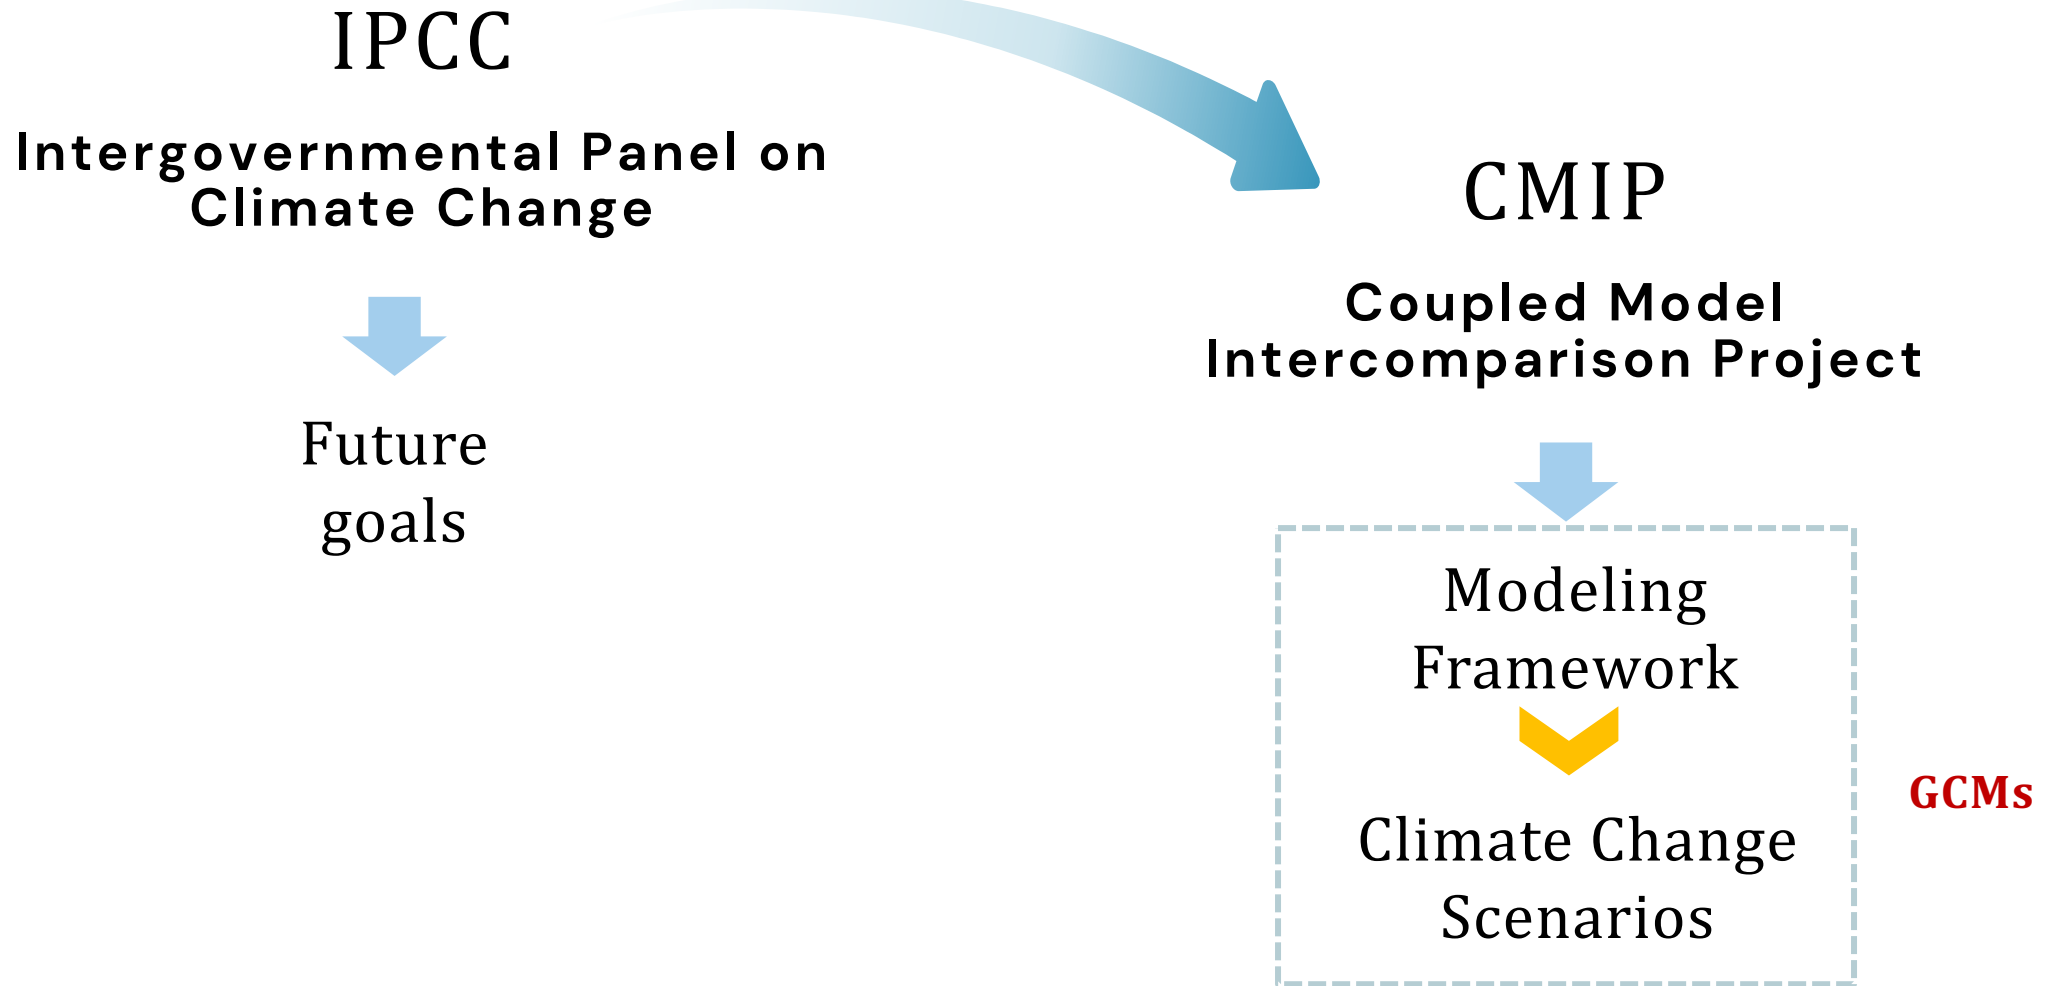 IPCC
Intergovernmental Panel on
Climate Change
Future
goals
CMIP
Coupled Model
Intercomparison Project
Modeling
Framework
Climate Change
Scenarios
GCMs